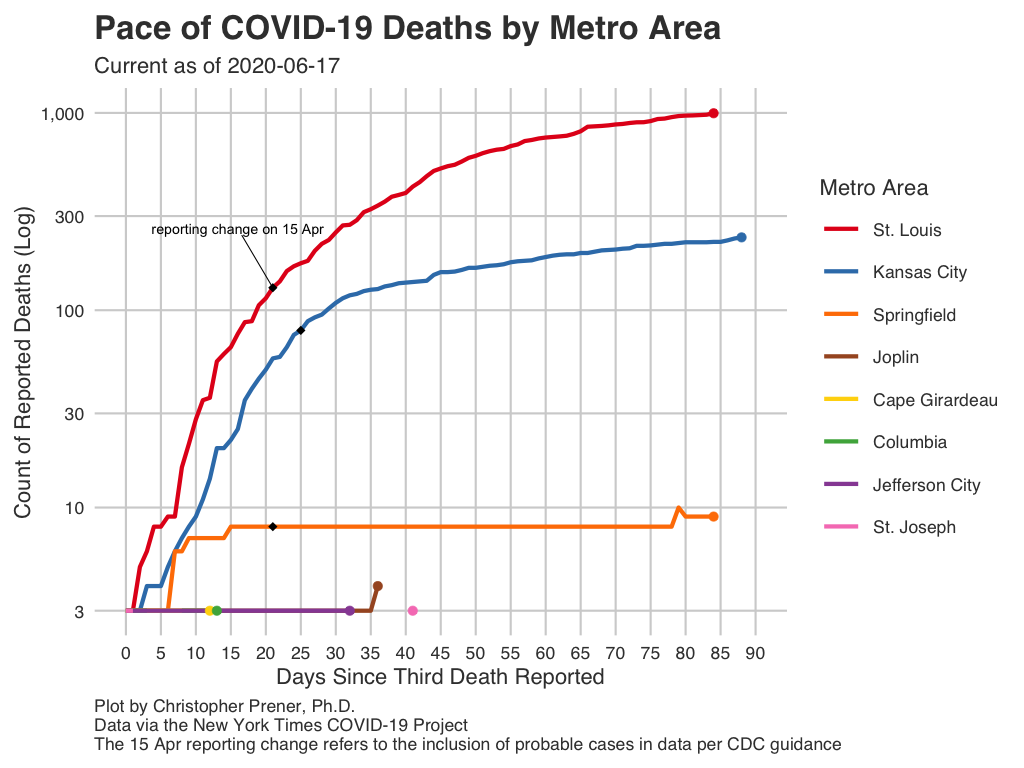 Pace of COVID-19 Deaths by Metro Area
Current as of 2020-06-17
Count of Reported Deaths (Log)
1,000
300
100
30
10
3
reporting change on 15 Apr
0 5 10 15 20 25 30 35 40 45 50 55 60 65 70 75 80 85 90
Days Since Third Death Reported
Metro Area
St. Louis
Kansas City
Springfield
Joplin
Cape Girardeau
Columbia
Jefferson City
St. Joseph
Plot by Christopher Prener, Ph.D.
Data via the New York Times COVID-19 Project
The 15 Apr reporting change refers to the inclusion of probable cases in data per CDC guidance